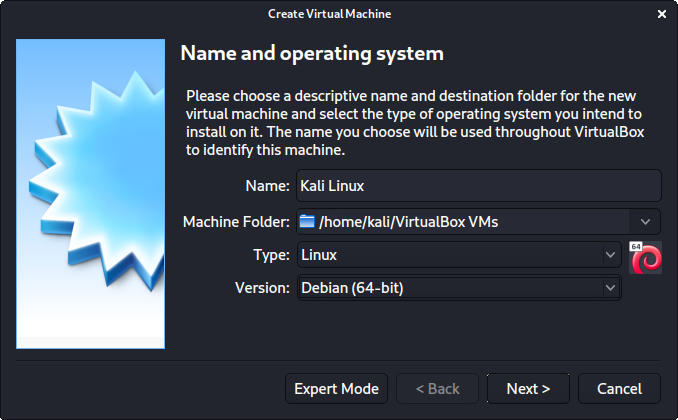 Create Virtual Machine
Name and operating system
Please choose a descriptive name and destination folder for the new
virtual machine and select the type of operating system you intend to
install on it. The name you choose will be used throughout VirtualBox
to identify this machine.
Name: Kali Linux
Machine Folder: /home/kali/VirtualBox VMs
Type: Linux
64
Version: Debian (64-bit)
Expert Mode < Back Next > Cancel